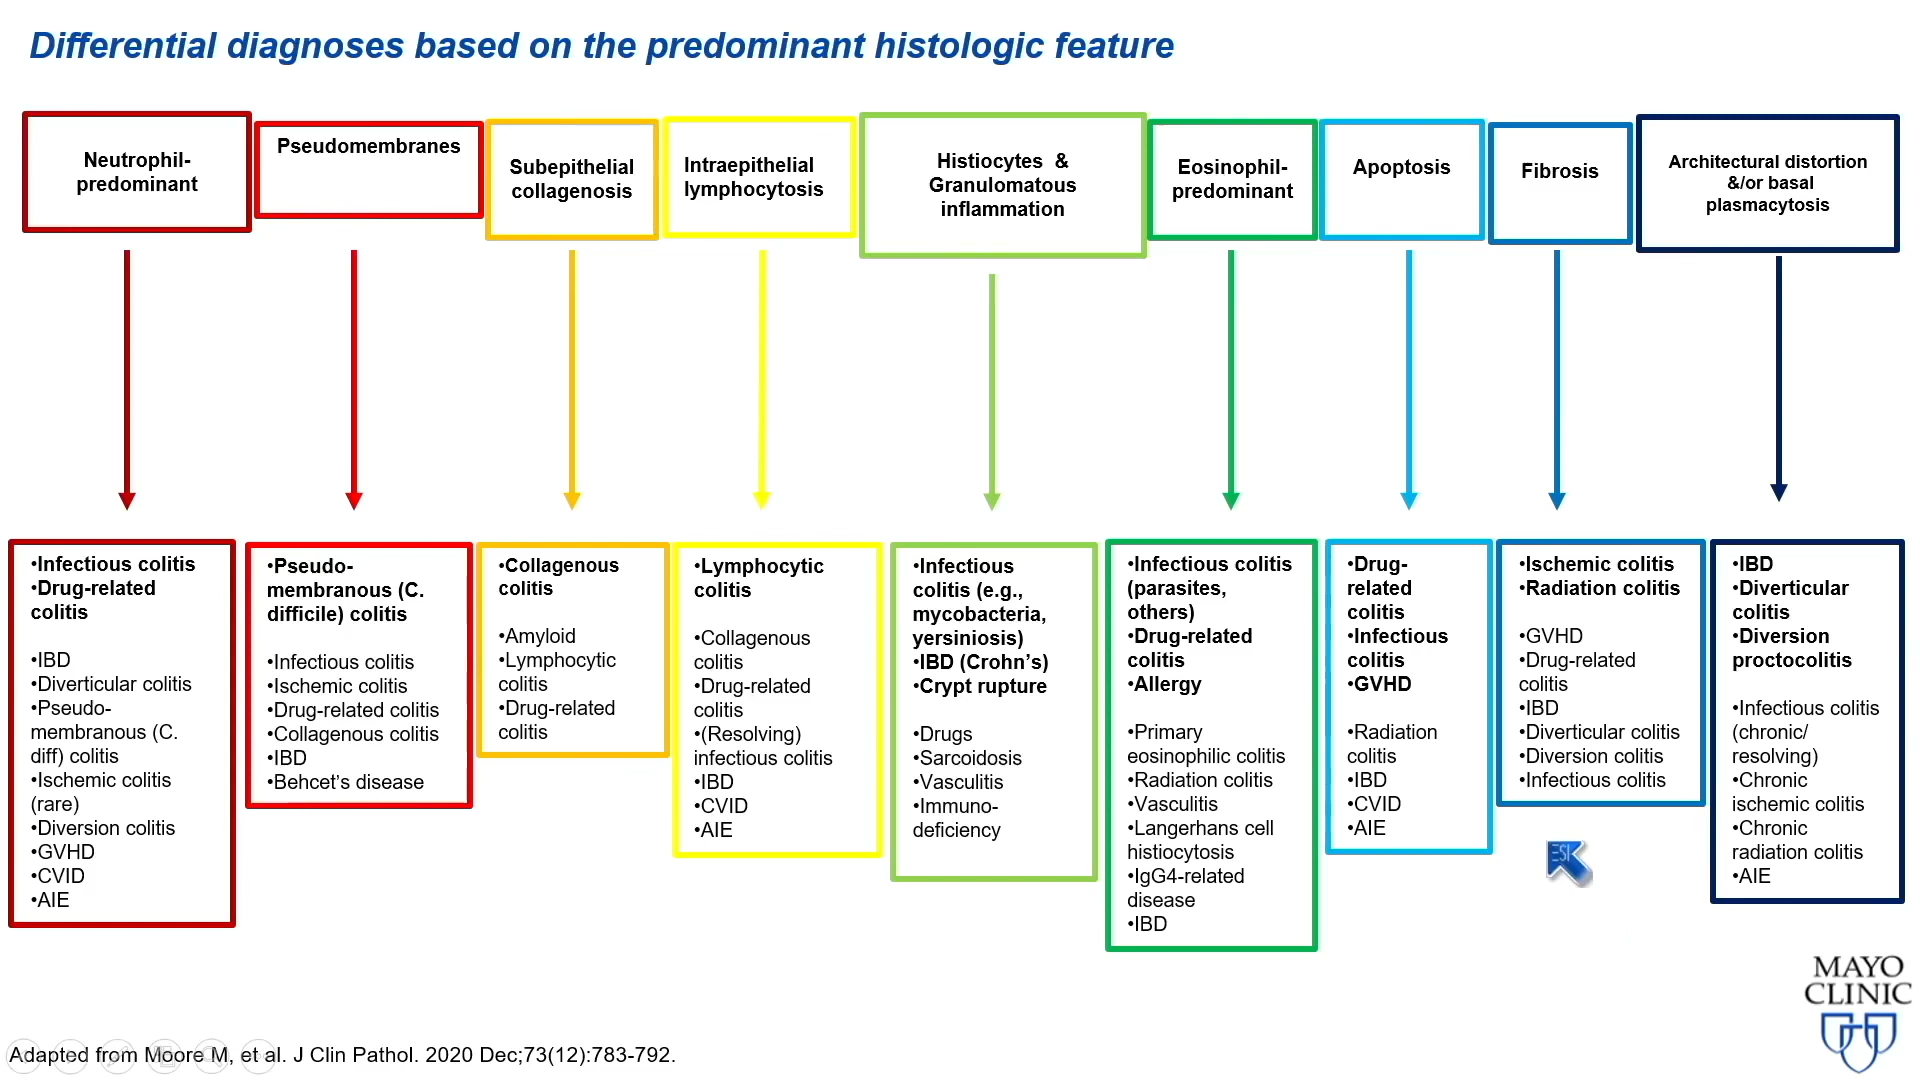 Differential diagnoses based on the predominant histologic feature
Neutrophil-
predominant
Pseudomembranes
Subepithelial
collagenosis
Intraepithelial
lymphocytosis
Histiocytes &
Granulomatous
inflammation
Eosinophil-
predominant
Apoptosis
Fibrosis
Architectural distortion
&/or basal
plasmacytosis
•Infectious colitis
•Drug-related
colitis
•IBD
•Diverticular colitis
•Pseudo-
membranous (C.
diff) colitis
•Ischemic colitis
(rare)
•Diversion colitis
•GVHD
•CVID
•AIE
•Pseudo-
membranous (C.
difficile) colitis
•Infectious colitis
•Ischemic colitis
•Drug-related colitis
•Collagenous colitis
•IBD
•Behcet’s disease
•Collagenous
colitis
•Amyloid
•Lymphocytic
colitis
•Drug-related
colitis
•Lymphocytic
colitis
•Collagenous
colitis
•Drug-related
colitis
•(Resolving)
infectious colitis
•IBD
•CVID
•AIE
•Infectious
colitis (e.g.,
mycobacteria,
yersiniosis)
•IBD (Crohn’s)
•Crypt rupture
•Drugs
•Sarcoidosis
•Vasculitis
•Immuno-
deficiency
•Infectious colitis
(parasites,
others)
•Drug-related
colitis
•Allergy
•Primary
eosinophilic colitis
•Radiation colitis
•Vasculitis
•Langerhans cell
histiocytosis
•IgG4-related
disease
•IBD
•Drug-
related
colitis
•Infectious
colitis
•GVHD
•Radiation
colitis
•IBD
•CVID
•AIE
•Ischemic colitis
•Radiation colitis
•GVHD
•Drug-related
colitis
•IBD
•Diverticular colitis
•Diversion colitis
•Infectious colitis
•IBD
•Diverticular
colitis
•Diversion
proctocolitis
•Infectious colitis
(chronic/
resolving)
•Chronic
ischemic colitis
•Chronic
radiation colitis
•AIE
ESI
MAYO
CLINIC
Adapted from Moore M, et al. J Clin Pathol. 2020 Dec;73(12):783-792.